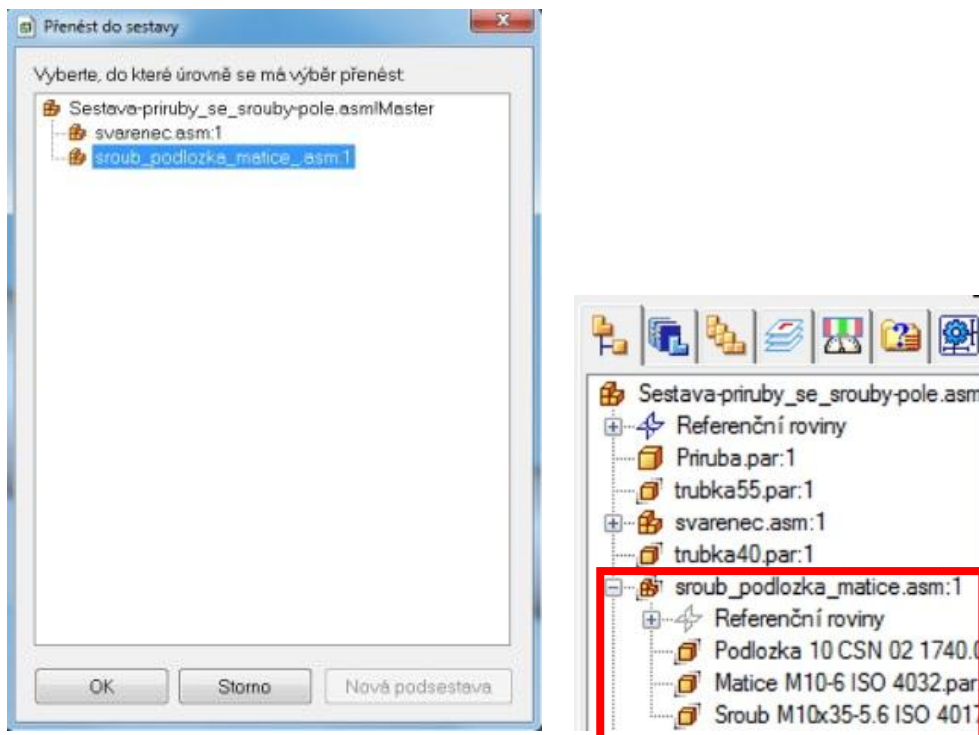 Přenést do sestavy
Vyberte, do které úrovně se má výběr přenést:
Sestava-priruby_se_srouby-pole.asm!Master
svarenec.asm:1
sroub_podlozka_matice_.asm:1
OK
Storno
Nová podsestava
Sestava-priruby_se_srouby-pole.asm
Referenční roviny
Priruba.par:1
trubka55.par:1
svarenec.asm:1
trubka40.par:1
sroub_podlozka_matice.asm:1
Referenční roviny
Podlozka 10 CSN 02 1740.0
Matice M10-6 ISO 4032.par
Sroub M10x35-5.6 ISO 4017